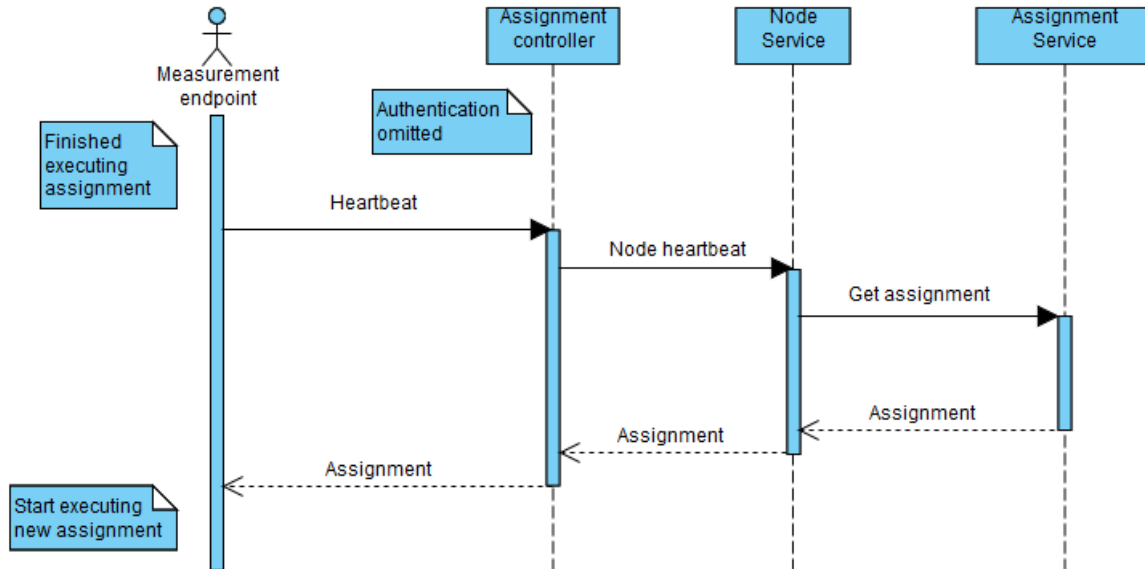 Assignment
controller
Node
Service
Assignment
Service
Measurement
endpoint
Authentication
omitted
Finished
executing
assignment
Heartbeat
Node heartbeat
Get assignment
Assignment
Assignment
Assignment
Start executing
new assignment